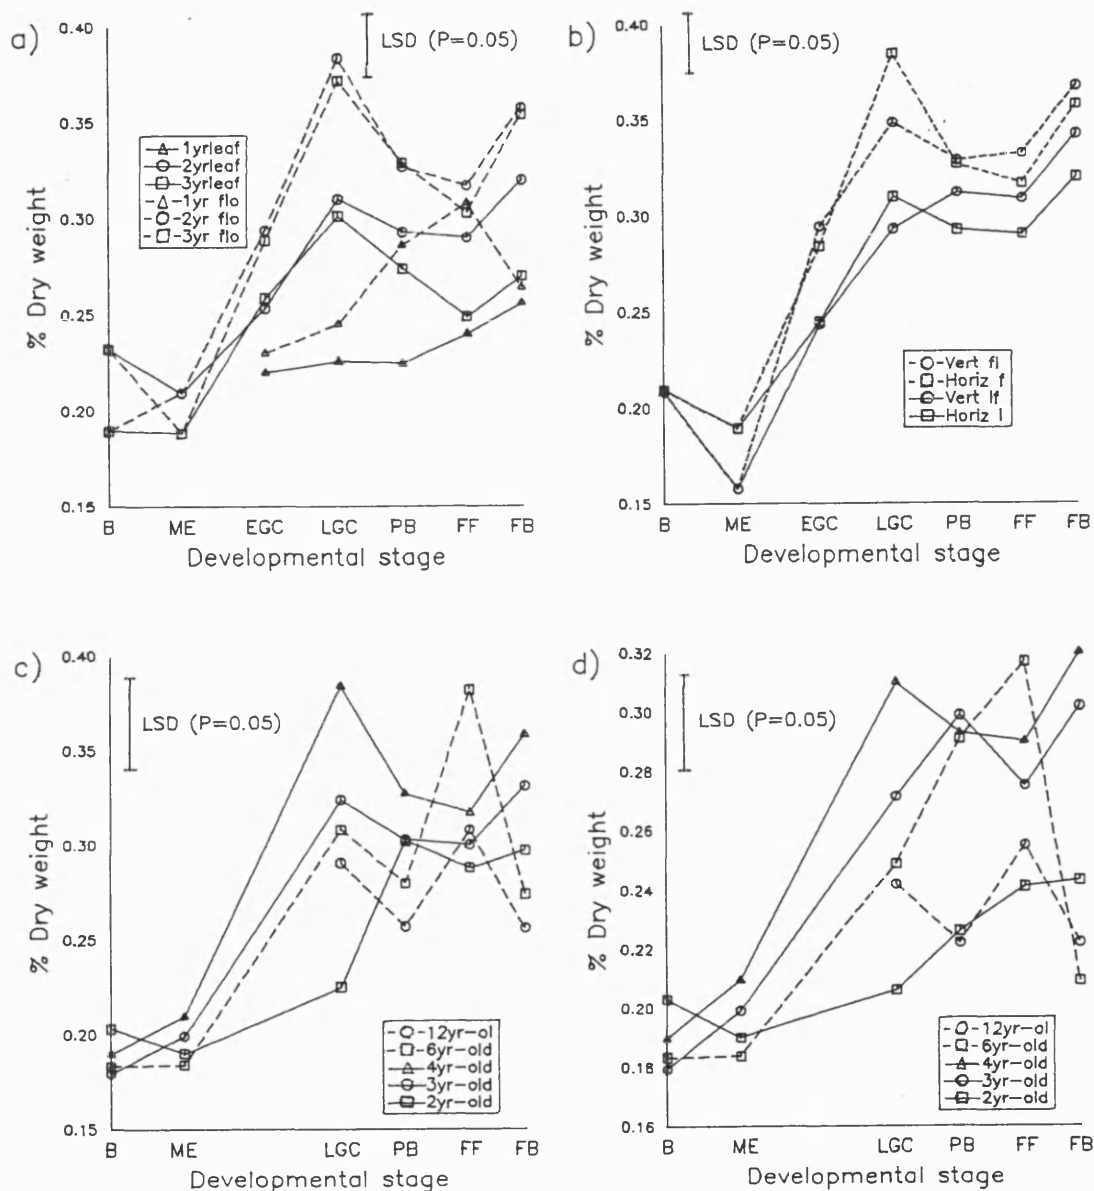 a)
% Dry weight
0.40
0.35
0.30
0.25
0.20
0.15
LSD (P=0.05)
1yrleaf
2yrleaf
3yrleaf
1yr flo
2yr flo
3yr flo
B ME EGC LGC PB FF FB
Developmental stage
b)
% Dry weight
0.40
0.35
0.30
0.25
0.20
0.15
LSD (P=0.05)
Vert fl
Horiz f
Vert lf
Horiz l
B ME EGC LGC PB FF FB
Developmental stage
c)
% Dry weight
0.40
0.35
0.30
0.25
0.20
0.15
LSD (P=0.05)
12yr-ol
6yr-old
4yr-old
3yr-old
2yr-old
B ME LGC PB FF FB
Developmental stage
d)
% Dry weight
0.32
0.30
0.28
0.26
0.24
0.22
0.20
0.18
0.16
LSD (P=0.05)
12yr-ol
6yr-old
4yr-old
3yr-old
2yr-old
B ME LGC PB FF FB
Developmental stage